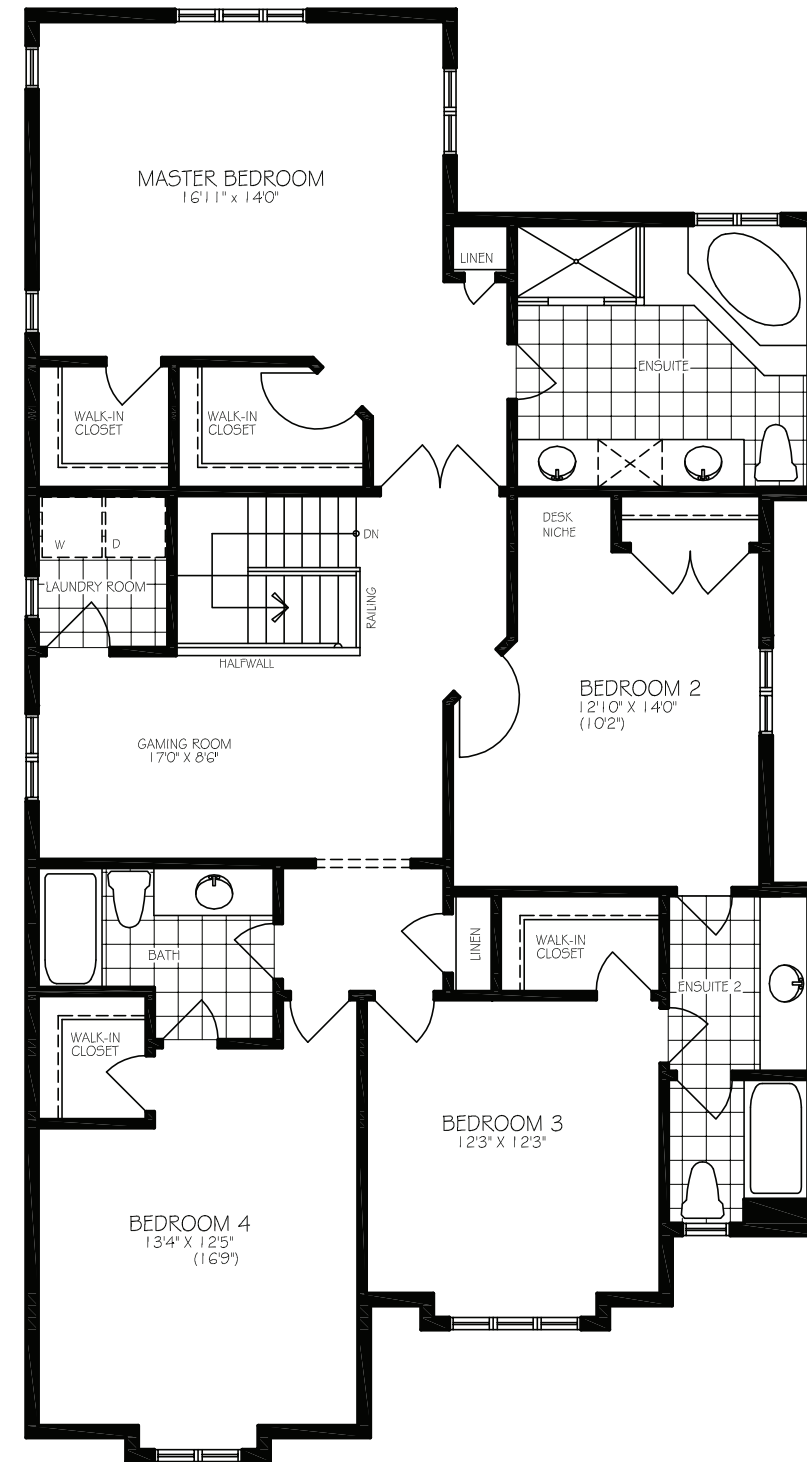 MASTER BEDROOM
16'11" x 14'0"
LINEN
ENSUITE
WALK-IN
CLOSET
WALK-IN
CLOSET
DESK
NICHE
DN
W
D
LAUNDRY ROOM
RAILING
HALFWALL
BEDROOM 2
12'10" X 14'0"
(10'2")
GAMING ROOM
17'0" X 8'6"
BATH
LINEN
WALK-IN
CLOSET
ENSUITE 2
WALK-IN
CLOSET
BEDROOM 3
12'3" X 12'3"
BEDROOM 4
13'4" X 12'5"
(16'9")